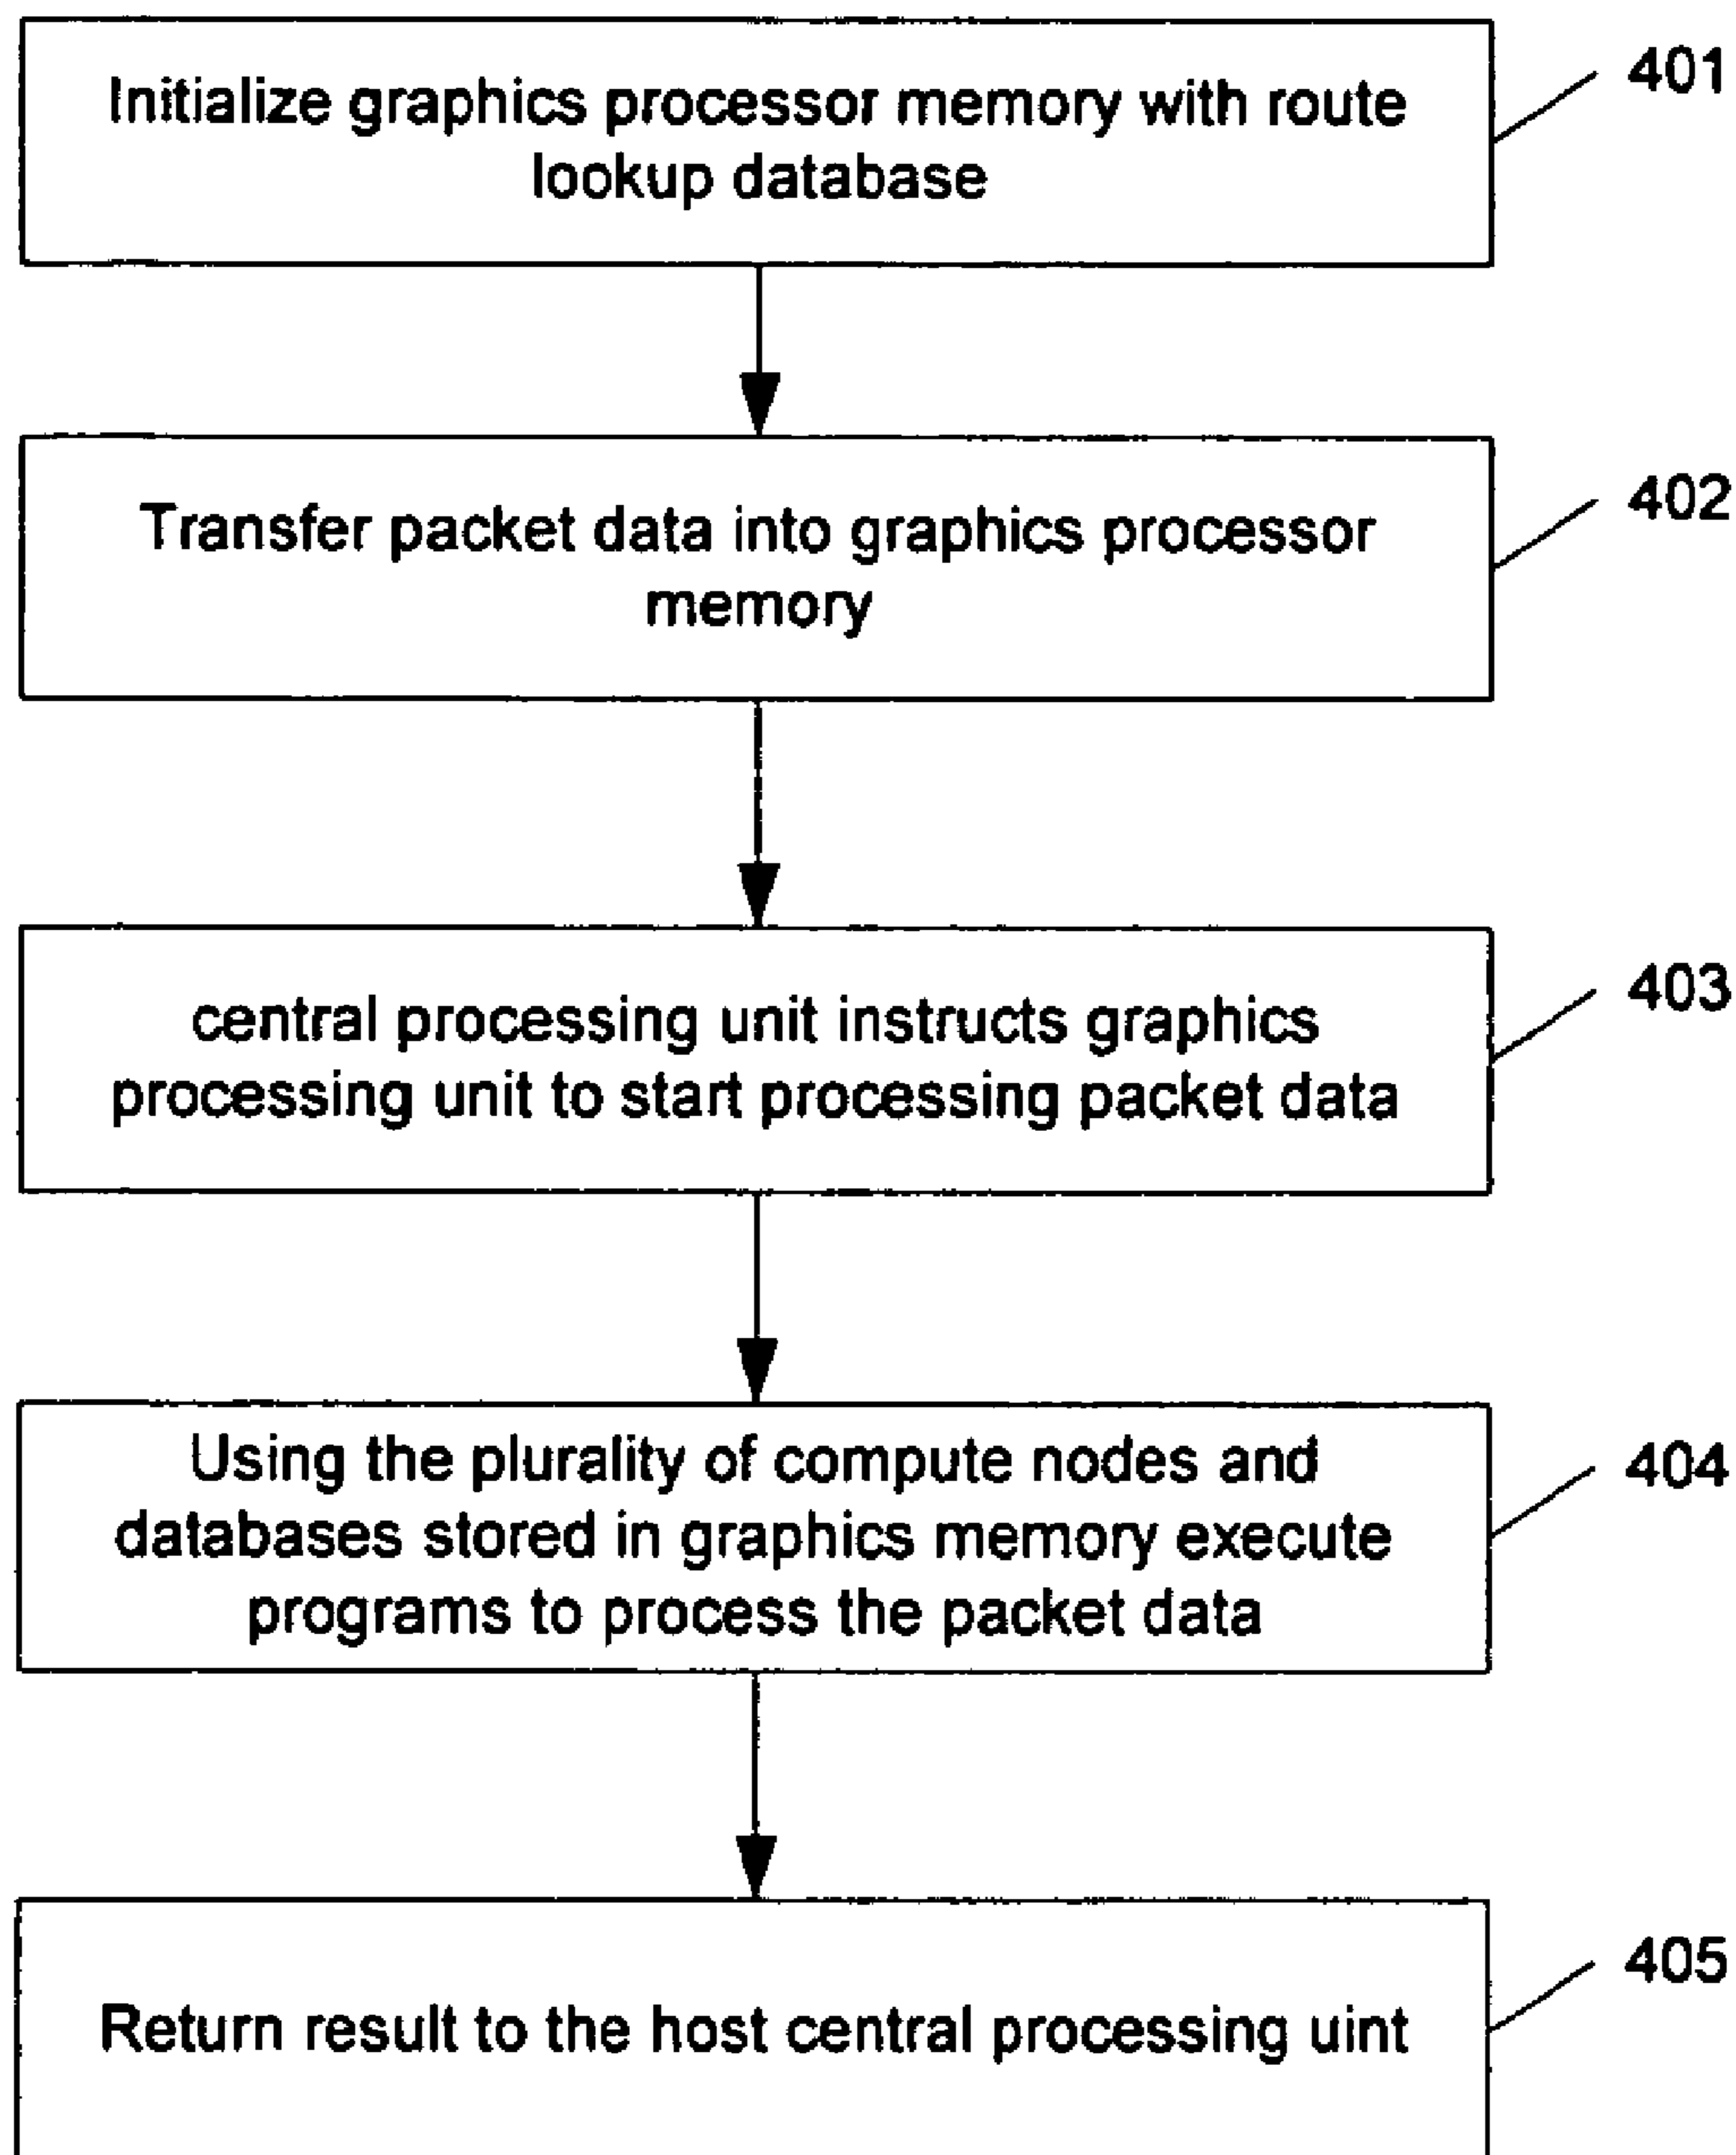 Initialize graphics processor memory with route
lookup database
401
Transfer packet data into graphics processor
memory
402
central processing unit instructs graphics
processing unit to start processing packet data
403
Using the plurality of compute nodes and
databases stored in graphics memory execute
programs to process the packet data
404
Return result to the host central processing uint
405